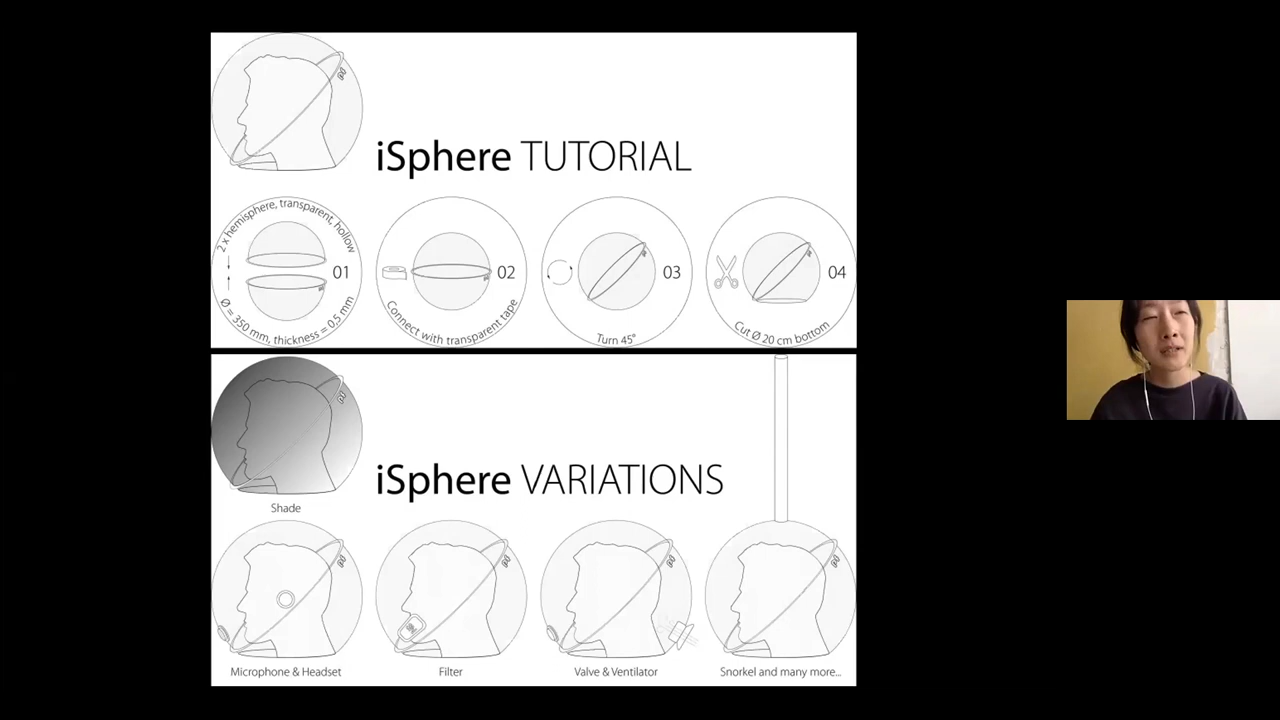 iSphere TUTORIAL
2 x hemisphere, transparent, hollow
01
Ø = 350 mm, thickness = 0,5 mm
02
Connect with transparent tape
03
Turn 45°
04
Cut Ø 20 cm bottom
iSphere VARIATIONS
Shade
Microphone & Headset
Filter
Valve & Ventilator
Snorkel and many more...